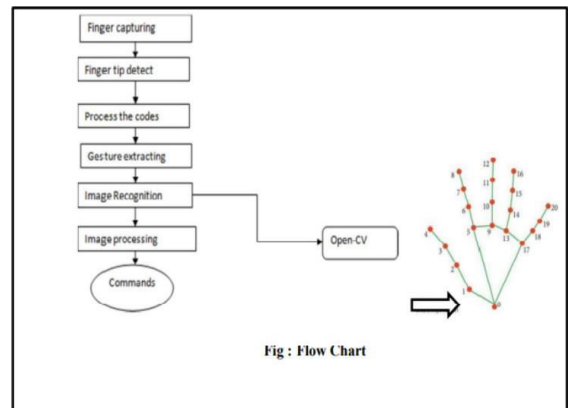 Finger capturing
Finger tip detect
Process the codes
Gesture extracting
Image Recognition
Image processing
Commands
Open-CV
12
8
16
11
7
15
20
6
10
14
19
4
5
9
13
18
3
17
2
1
0
Fig : Flow Chart